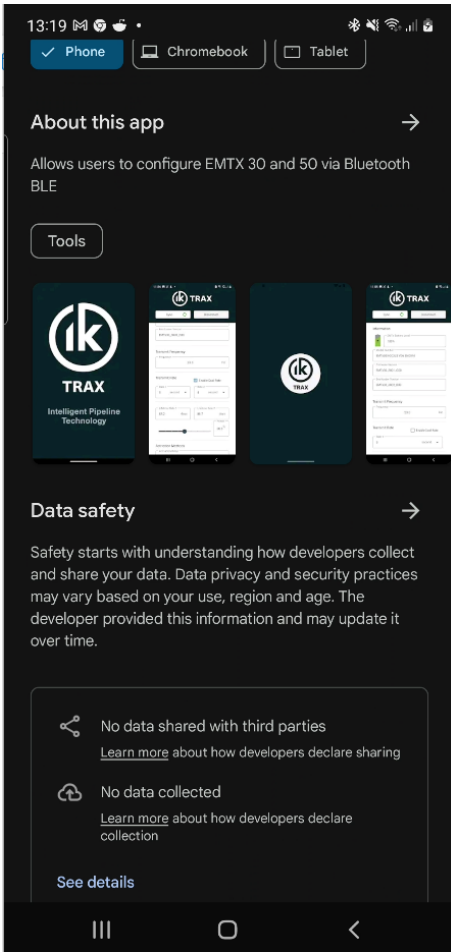 13:19
Phone
Chromebook
Tablet
About this app
Allows users to configure EMTX 30 and 50 via Bluetooth
BLE
Tools
ik
TRAX
Intelligent Pipeline
Technology
ik TRAX
ik
TRAX
ik TRAX
Data safety
Safety starts with understanding how developers collect
and share your data. Data privacy and security practices
may vary based on your use, region and age. The
developer provided this information and may update it
over time.
No data shared with third parties
Learn more about how developers declare sharing
No data collected
Learn more about how developers declare
collection
See details